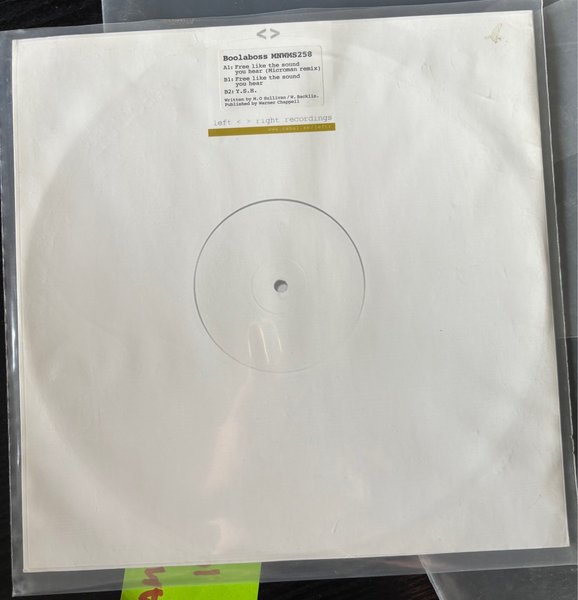 < >
Boolaboss MNWMS258
A1: Free like the sound
you hear (Microman remix)
B1: Free like the sound
you hear
B2: Y.S.H.
Written by M.O Sullivan/W. Backlin.
Published by Warner Chappell
left < > right recordings